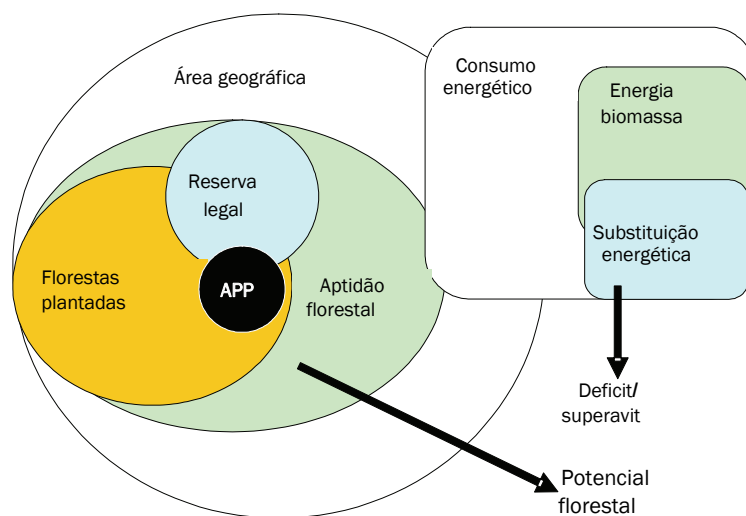 Área geográfica
Consumo
energético
Energia
biomassa
Reserva
legal
Substituição
energética
Florestas
plantadas
APP
Aptidão
florestal
Deficit/
superavit
Potencial
florestal